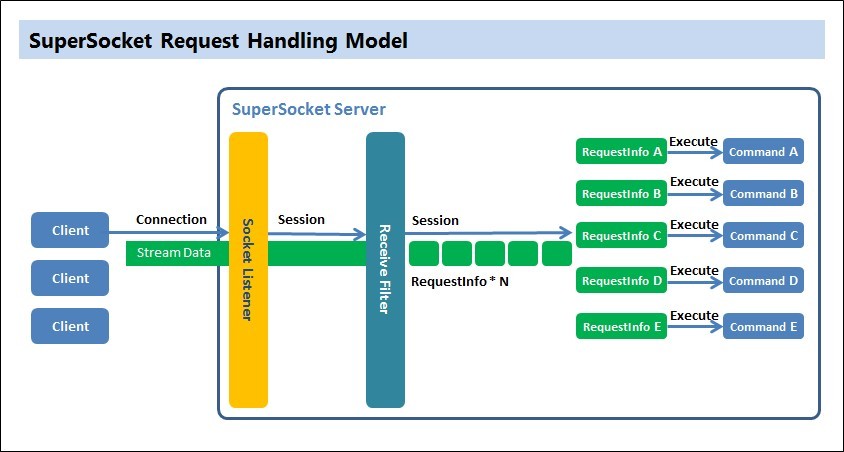 SuperSocket Request Handling Model
SuperSocket Server
Client
Client
Client
Connection
Stream Data
Socket Listener
Session
Receive Filter
Session
RequestInfo * N
RequestInfo A
Execute
Command A
RequestInfo B
Execute
Command B
RequestInfo C
Execute
Command C
RequestInfo D
Execute
Command D
RequestInfo E
Execute
Command E